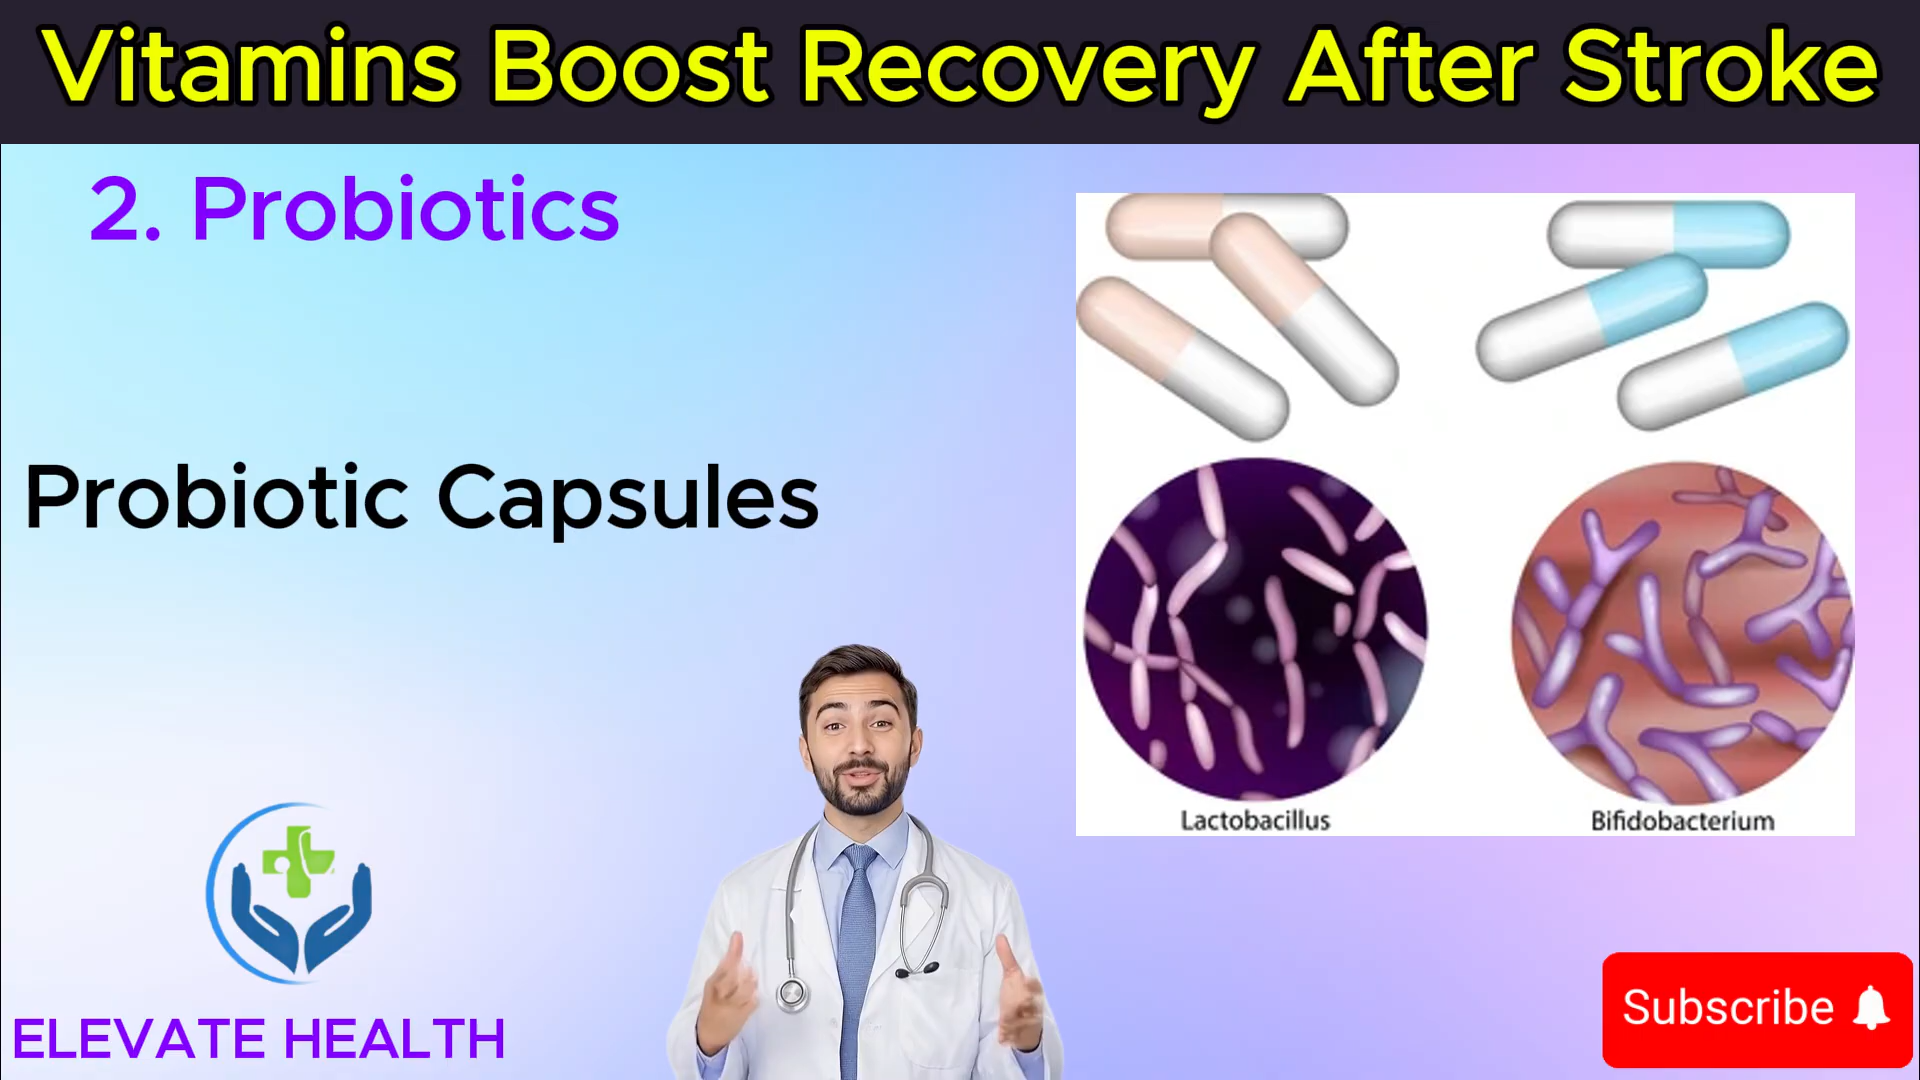 Vitamins Boost Recovery After Stroke
2. Probiotics
Probiotic Capsules
Lactobacillus
Bifidobacterium
ELEVATE HEALTH
Subscribe